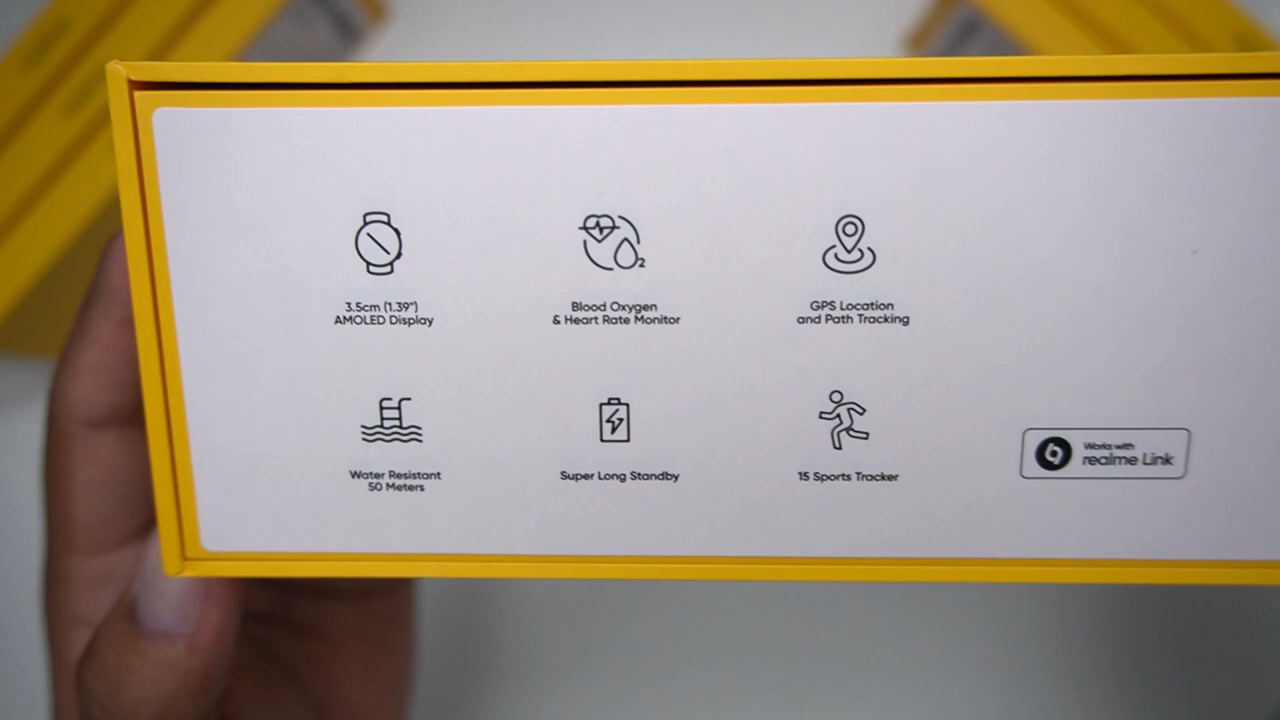 3.5cm (1.39")
AMOLED Display
Blood Oxygen
& Heart Rate Monitor
GPS Location
and Path Tracking
Water Resistant
50 Meters
Super Long Standby
15 Sports Tracker
Works with
realme Link